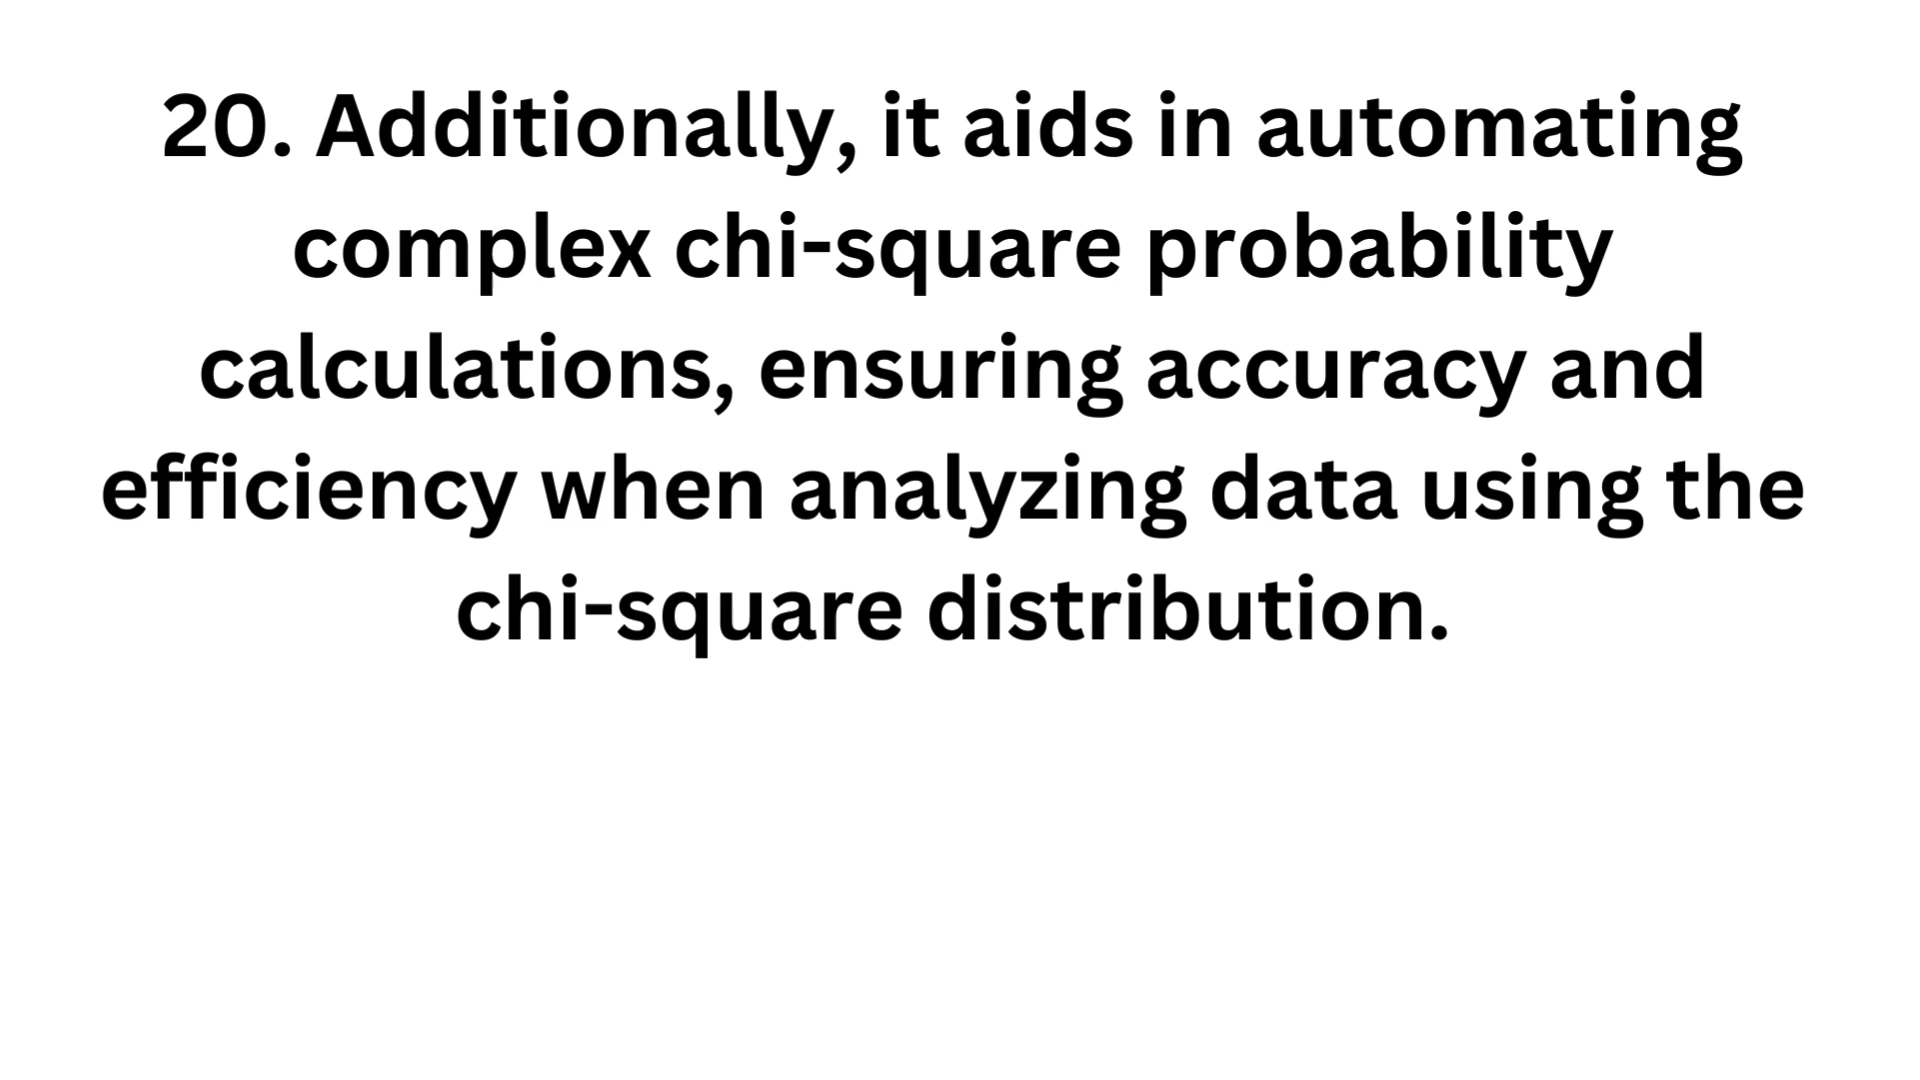 20. Additionally, it aids in automating
complex chi-square probability
calculations, ensuring accuracy and
efficiency when analyzing data using the
chi-square distribution.